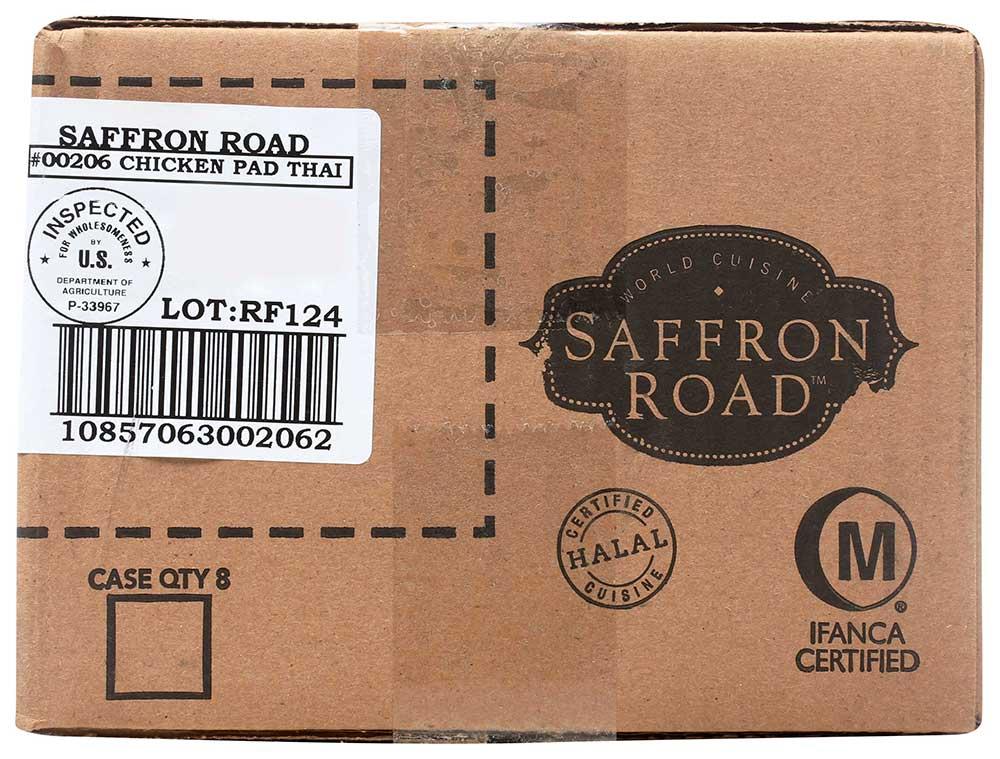 SAFFRON ROAD
#00206 CHICKEN PAD THAI
INSPECTED
FOR WHOLESOMENESS
BY
U.S.
DEPARTMENT OF
AGRICULTURE
P-33967
LOT:RF124
10857063002062
CASE QTY 8
WORLD CUISINE
SAFFRON
ROAD™
CERTIFIED
HALAL
CUISINE
M
®
IFANCA
CERTIFIED